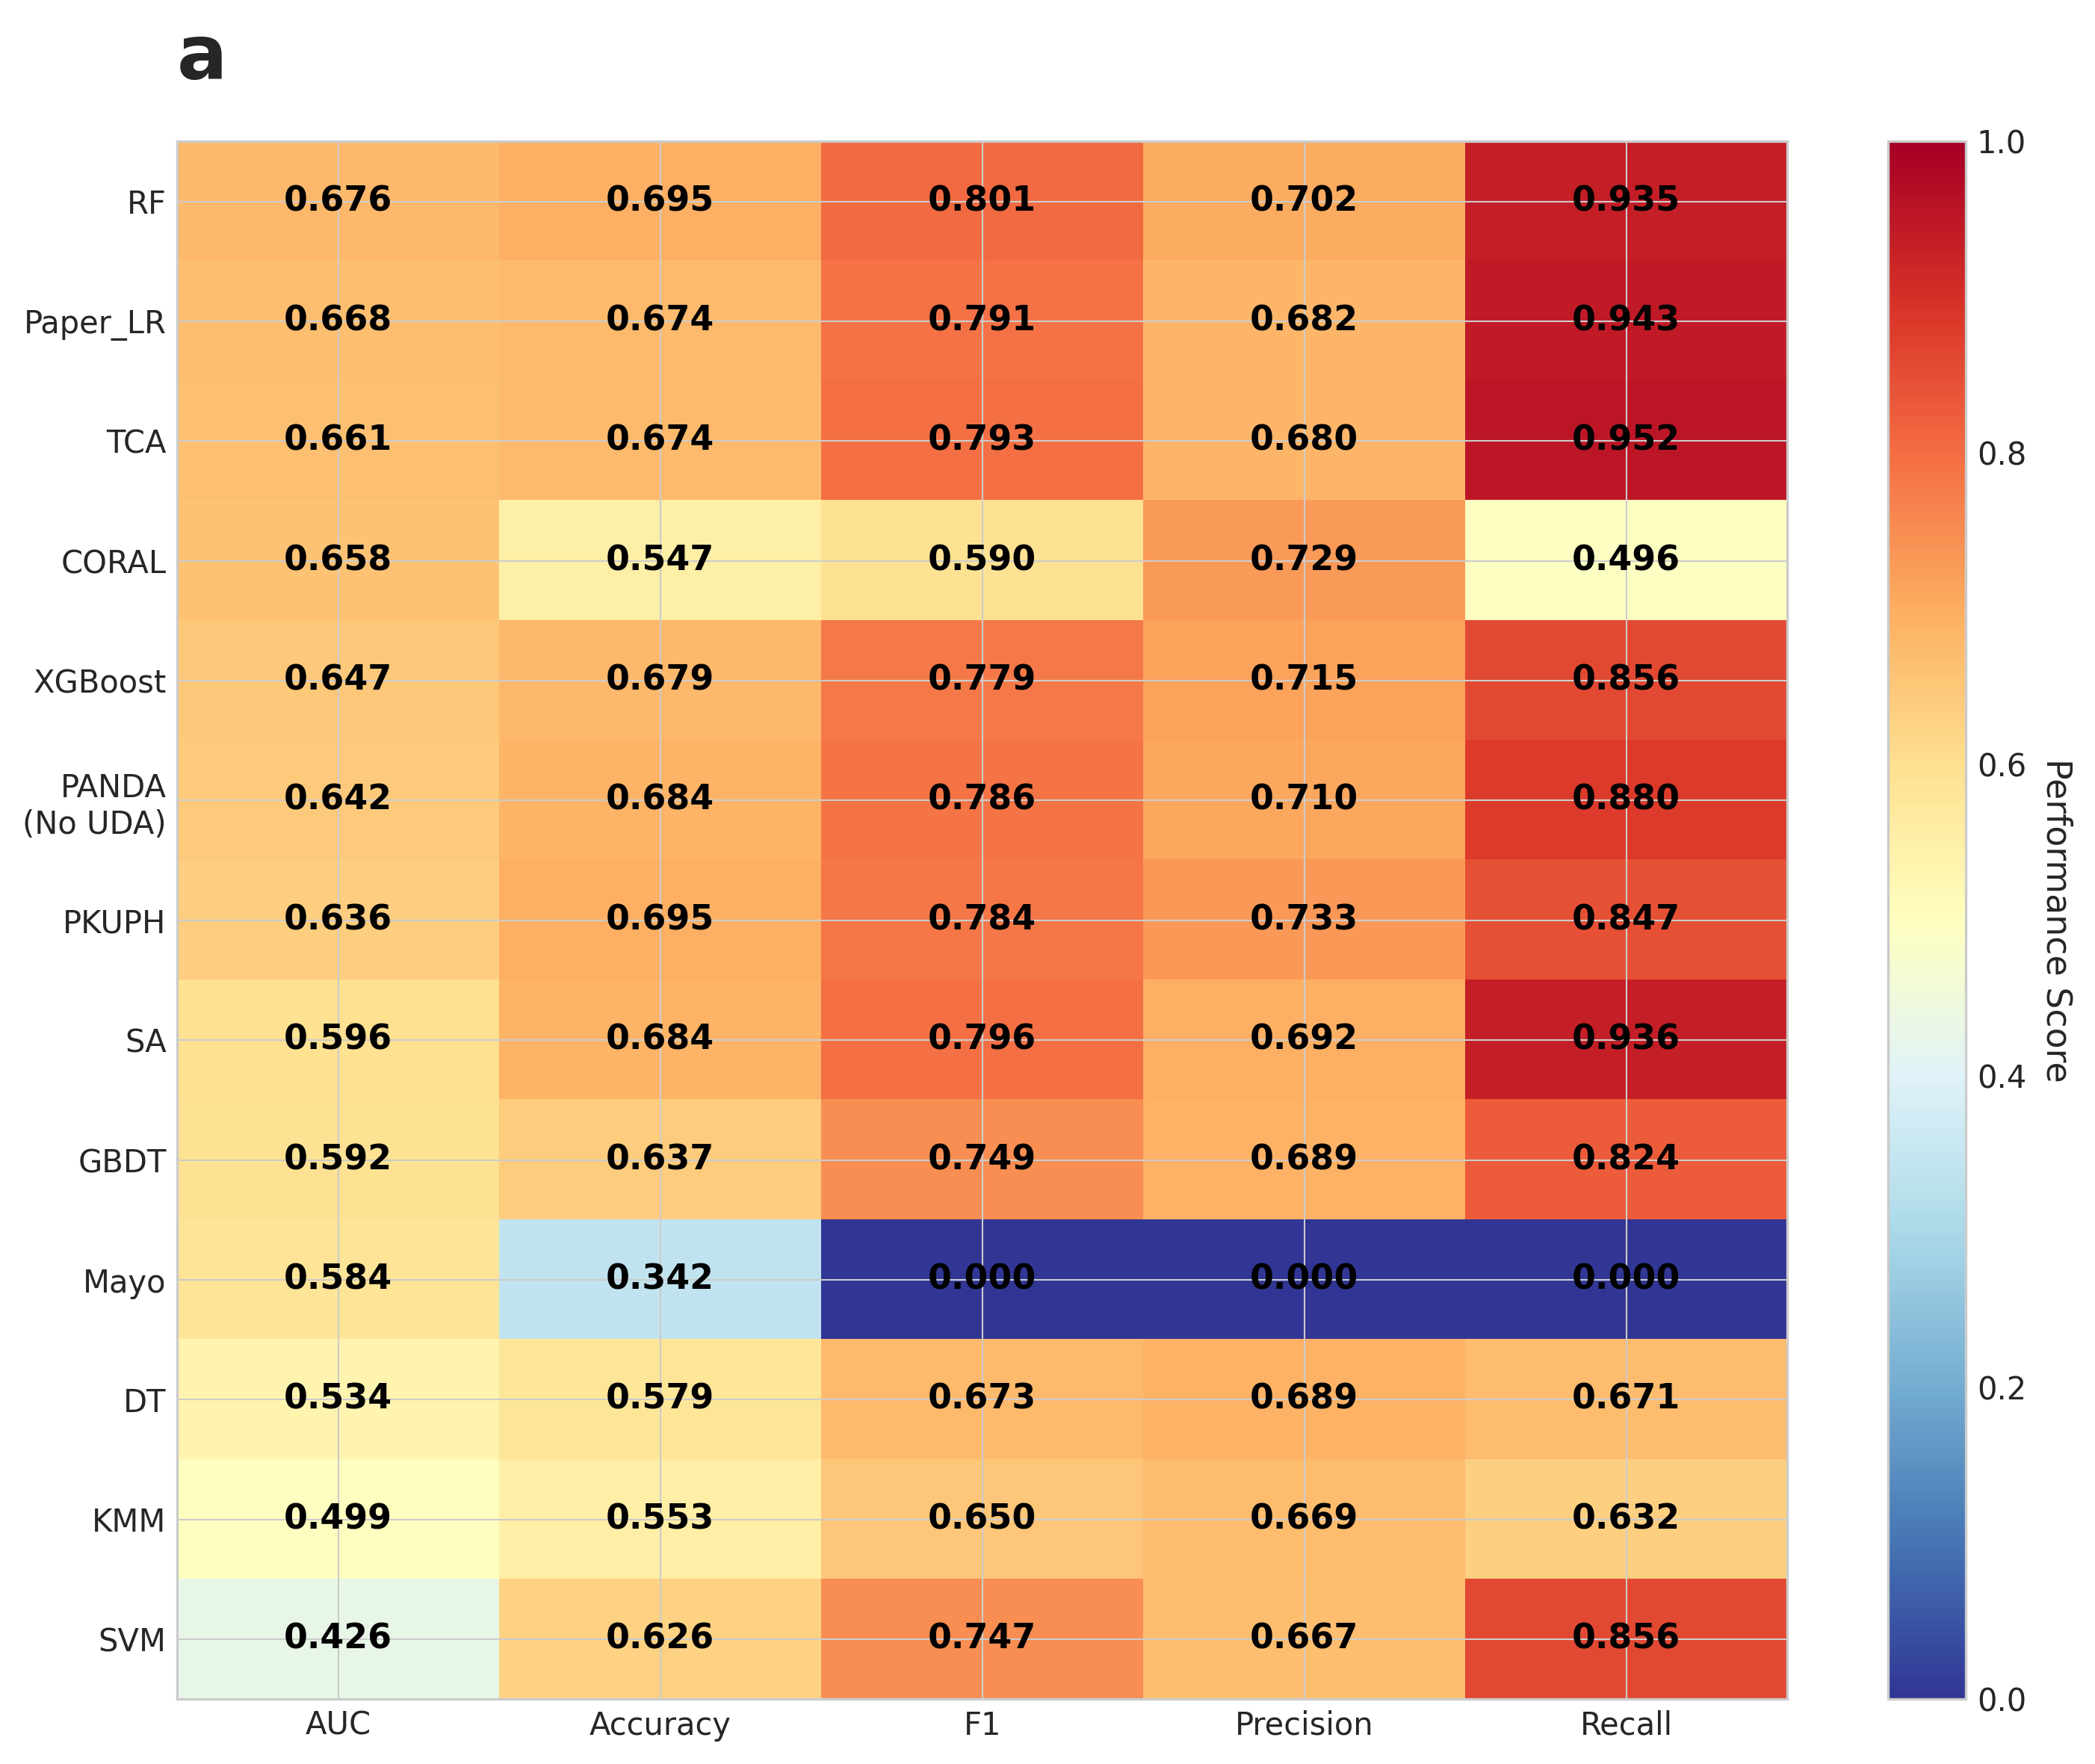 a
RF 0.676 0.695 0.801 0.702 0.935
Paper_LR 0.668 0.674 0.791 0.682 0.943
TCA 0.661 0.674 0.793 0.680 0.952
CORAL 0.658 0.547 0.590 0.729 0.496
XGBoost 0.647 0.679 0.779 0.715 0.856
PANDA
(No UDA) 0.642 0.684 0.786 0.710 0.880
PKUPH 0.636 0.695 0.784 0.733 0.847
SA 0.596 0.684 0.796 0.692 0.936
GBDT 0.592 0.637 0.749 0.689 0.824
Mayo 0.584 0.342 0.000 0.000 0.000
DT 0.534 0.579 0.673 0.689 0.671
KMM 0.499 0.553 0.650 0.669 0.632
SVM 0.426 0.626 0.747 0.667 0.856
AUC Accuracy F1 Precision Recall
1.0
0.8
0.6
0.4
0.2
0.0
Performance Score